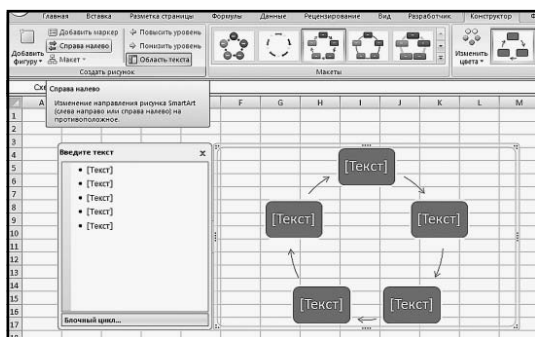 Главная Вставка Разметка страницы Формулы Данные Рецензирование Вид Разработчик Конструктор
Добавить фигуру
Добавить маркер
Справа налево
Макет
Повысить уровень
Понизить уровень
Область текста
Изменить цвета
Создать рисунок
Макеты
Справа налево
Изменение направления рисунка SmartArt
(слева направо или справа налево) на
противоположное.
A F G H I J K L M
1
2
3
4
5
6
7
8
9
10
11
12
13
14
15
16
17
Введите текст x
• [Текст]
• [Текст]
• [Текст]
• [Текст]
• [Текст]
Блочный цикл...
[Текст]
[Текст] [Текст]
[Текст] [Текст]